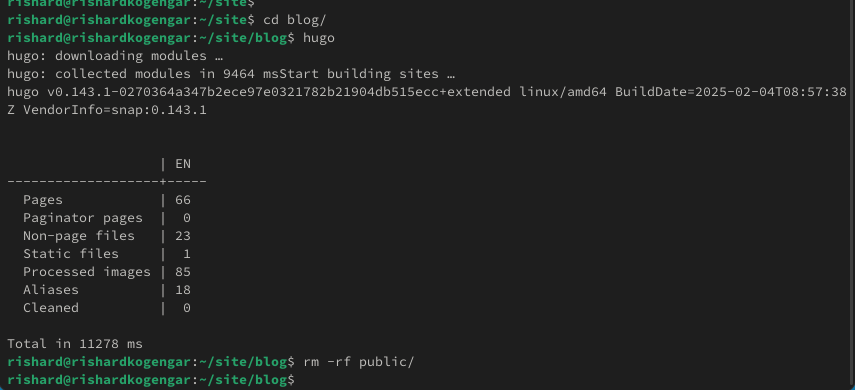 rishard@rishardkogengar:~/site$
rishard@rishardkogengar:~/site$ cd blog/
rishard@rishardkogengar:~/site/blog$ hugo
hugo: downloading modules …
hugo: collected modules in 9464 msStart building sites …
hugo v0.143.1-0270364a347b2ece97e0321782b21904db515ecc+extended linux/amd64 BuildDate=2025-02-04T08:57:38
Z VendorInfo=snap:0.143.1
                   | EN
-------------------+-----
  Pages            | 66
  Paginator pages  |  0
  Non-page files   | 23
  Static files     |  1
  Processed images | 85
  Aliases          | 18
  Cleaned          |  0
Total in 11278 ms
rishard@rishardkogengar:~/site/blog$ rm -rf public/
rishard@rishardkogengar:~/site/blog$